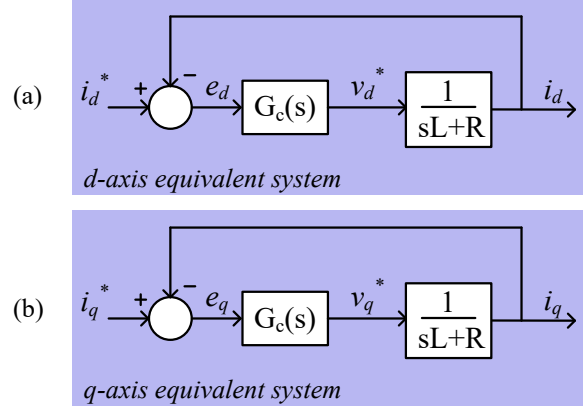 (a)
i_d^* + − e_d G_c(s) v_d^* 1/(sL+R) i_d
d-axis equivalent system
(b)
i_q^* + − e_q G_c(s) v_q^* 1/(sL+R) i_q
q-axis equivalent system